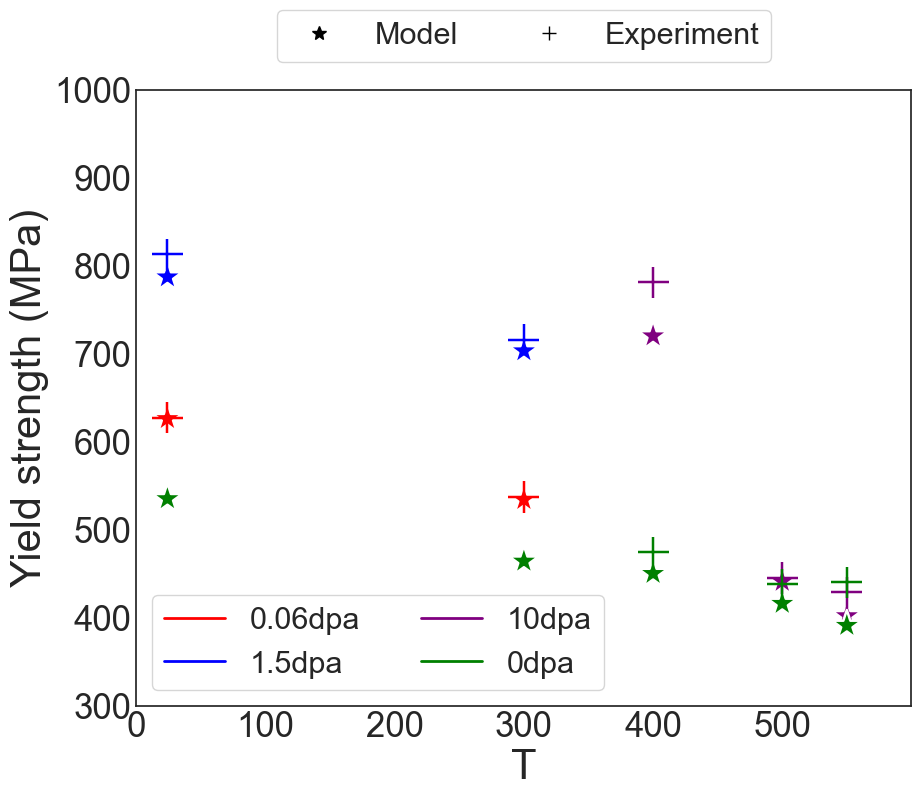 Model Experiment
1000
900
800
700
600
500
400
300
Yield strength (MPa)
0.06dpa 10dpa
1.5dpa 0dpa
0 100 200 300 400 500
T